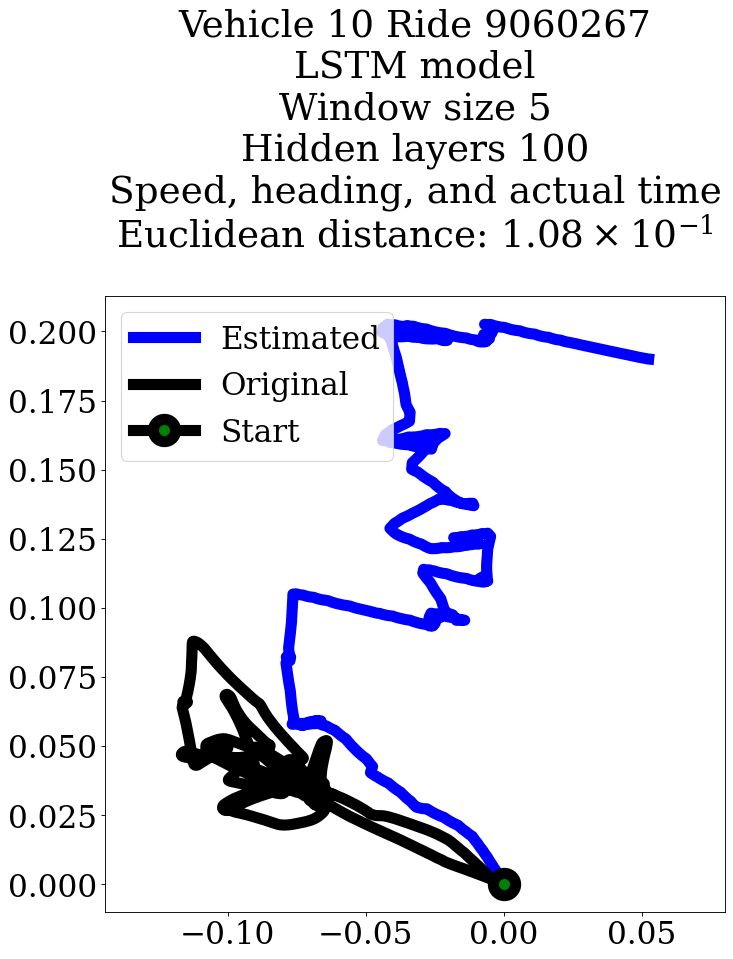 Vehicle 10 Ride 9060267
LSTM model
Window size 5
Hidden layers 100
Speed, heading, and actual time
Euclidean distance: 1.08 × 10⁻¹
Estimated
Original
Start
0.200
0.175
0.150
0.125
0.100
0.075
0.050
0.025
0.000
−0.10
−0.05
0.00
0.05